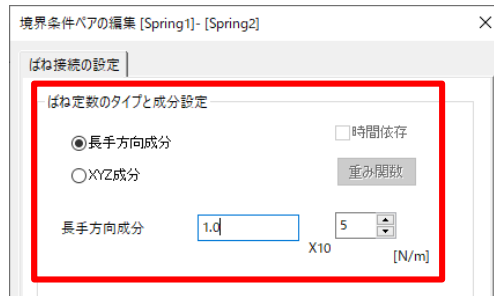 境界条件ペアの編集 [Spring1]- [Spring2]
ばね接続の設定
ばね定数のタイプと成分設定
長手方向成分
時間依存
XYZ成分
重み関数
長手方向成分
1.0
5
X10
[N/m]